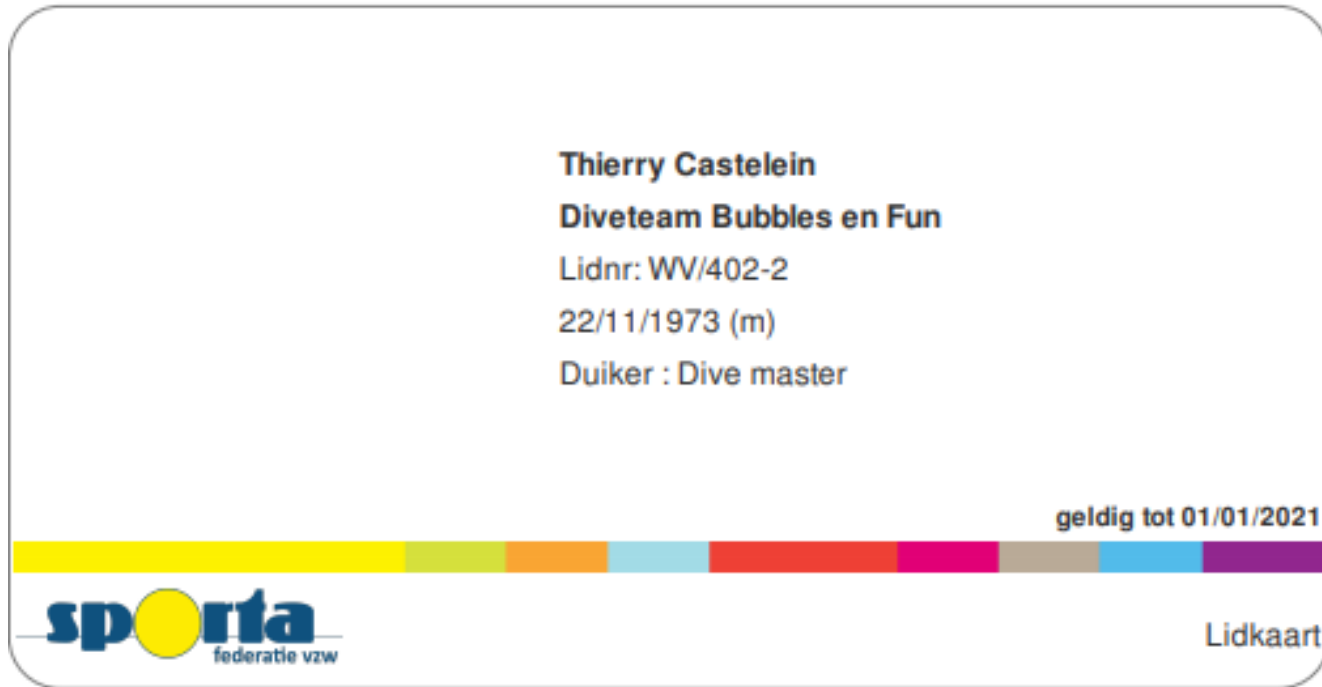 Thierry Castelein
Diveteam Bubbles en Fun
Lidnr: WV/402-2
22/11/1973 (m)
Duiker : Dive master
geldig tot 01/01/2021
sporta
federatie vzw
Lidkaart